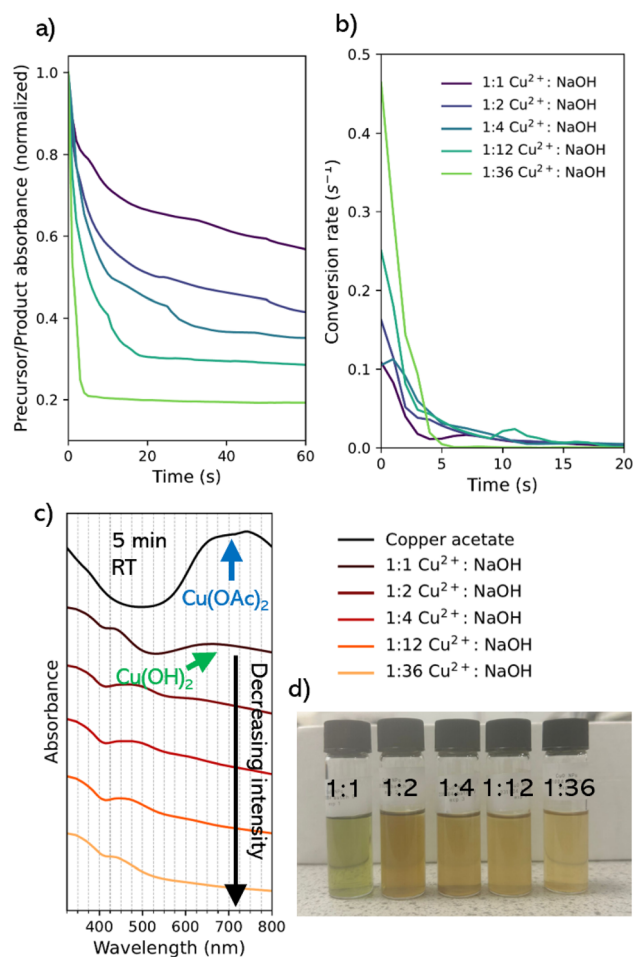 a)
Precursor/Product absorbance (normalized)
1.0
0.8
0.6
0.4
0.2
0
20
40
60
Time (s)
b)
Conversion rate (s⁻¹)
0.5
0.4
0.3
0.2
0.1
0.0
0
5
10
15
20
Time (s)
1:1 Cu²⁺: NaOH
1:2 Cu²⁺: NaOH
1:4 Cu²⁺: NaOH
1:12 Cu²⁺: NaOH
1:36 Cu²⁺: NaOH
c)
5 min
RT
Cu(OAc)₂
Cu(OH)₂
Decreasing intensity
Absorbance
400
500
600
700
800
Wavelength (nm)
Copper acetate
1:1 Cu²⁺: NaOH
1:2 Cu²⁺: NaOH
1:4 Cu²⁺: NaOH
1:12 Cu²⁺: NaOH
1:36 Cu²⁺: NaOH
d)
1:1
1:2
1:4
1:12
1:36